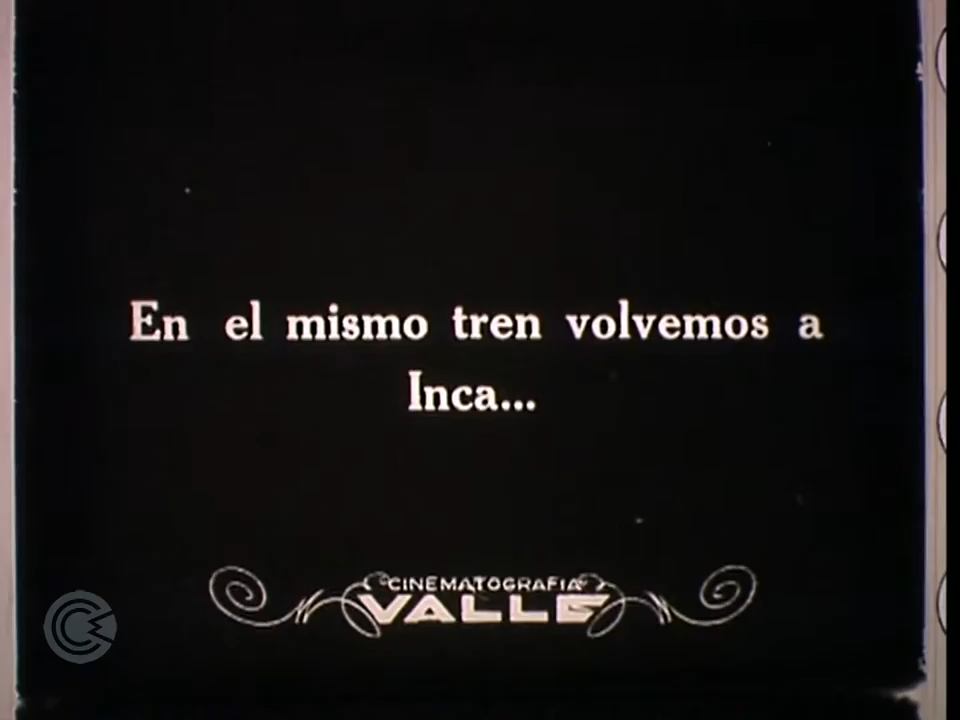 En el mismo tren volvemos a
Inca...
CINEMATOGRAFIA
VALLE